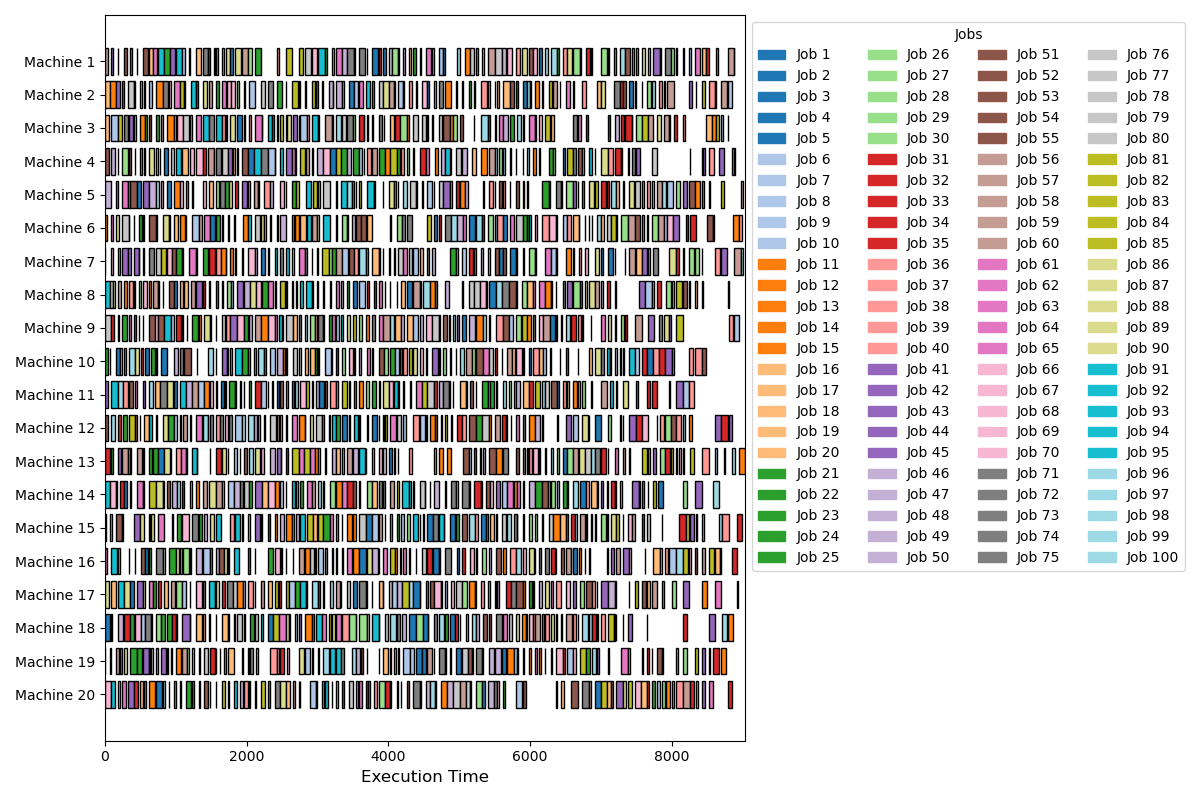 Machine 1
Machine 2
Machine 3
Machine 4
Machine 5
Machine 6
Machine 7
Machine 8
Machine 9
Machine 10
Machine 11
Machine 12
Machine 13
Machine 14
Machine 15
Machine 16
Machine 17
Machine 18
Machine 19
Machine 20
0 2000 4000 6000 8000
Execution Time
Jobs
Job 1 Job 26 Job 51 Job 76
Job 2 Job 27 Job 52 Job 77
Job 3 Job 28 Job 53 Job 78
Job 4 Job 29 Job 54 Job 79
Job 5 Job 30 Job 55 Job 80
Job 6 Job 31 Job 56 Job 81
Job 7 Job 32 Job 57 Job 82
Job 8 Job 33 Job 58 Job 83
Job 9 Job 34 Job 59 Job 84
Job 10 Job 35 Job 60 Job 85
Job 11 Job 36 Job 61 Job 86
Job 12 Job 37 Job 62 Job 87
Job 13 Job 38 Job 63 Job 88
Job 14 Job 39 Job 64 Job 89
Job 15 Job 40 Job 65 Job 90
Job 16 Job 41 Job 66 Job 91
Job 17 Job 42 Job 67 Job 92
Job 18 Job 43 Job 68 Job 93
Job 19 Job 44 Job 69 Job 94
Job 20 Job 45 Job 70 Job 95
Job 21 Job 46 Job 71 Job 96
Job 22 Job 47 Job 72 Job 97
Job 23 Job 48 Job 73 Job 98
Job 24 Job 49 Job 74 Job 99
Job 25 Job 50 Job 75 Job 100